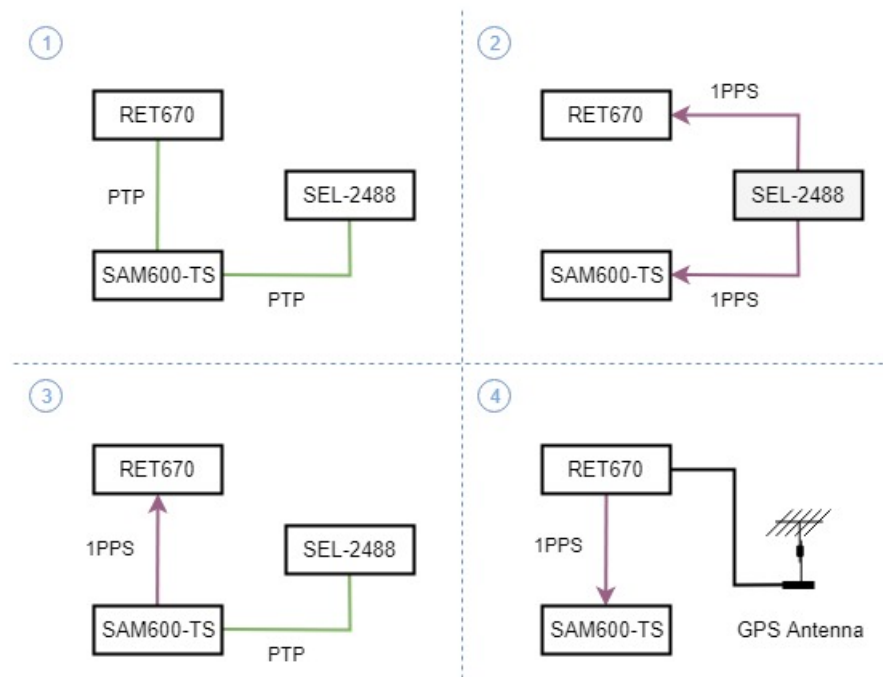 1
RET670
PTP
SEL-2488
SAM600-TS
PTP
2
1PPS
RET670
SEL-2488
SAM600-TS
1PPS
3
RET670
1PPS
SEL-2488
SAM600-TS
PTP
4
RET670
1PPS
SAM600-TS
GPS Antenna